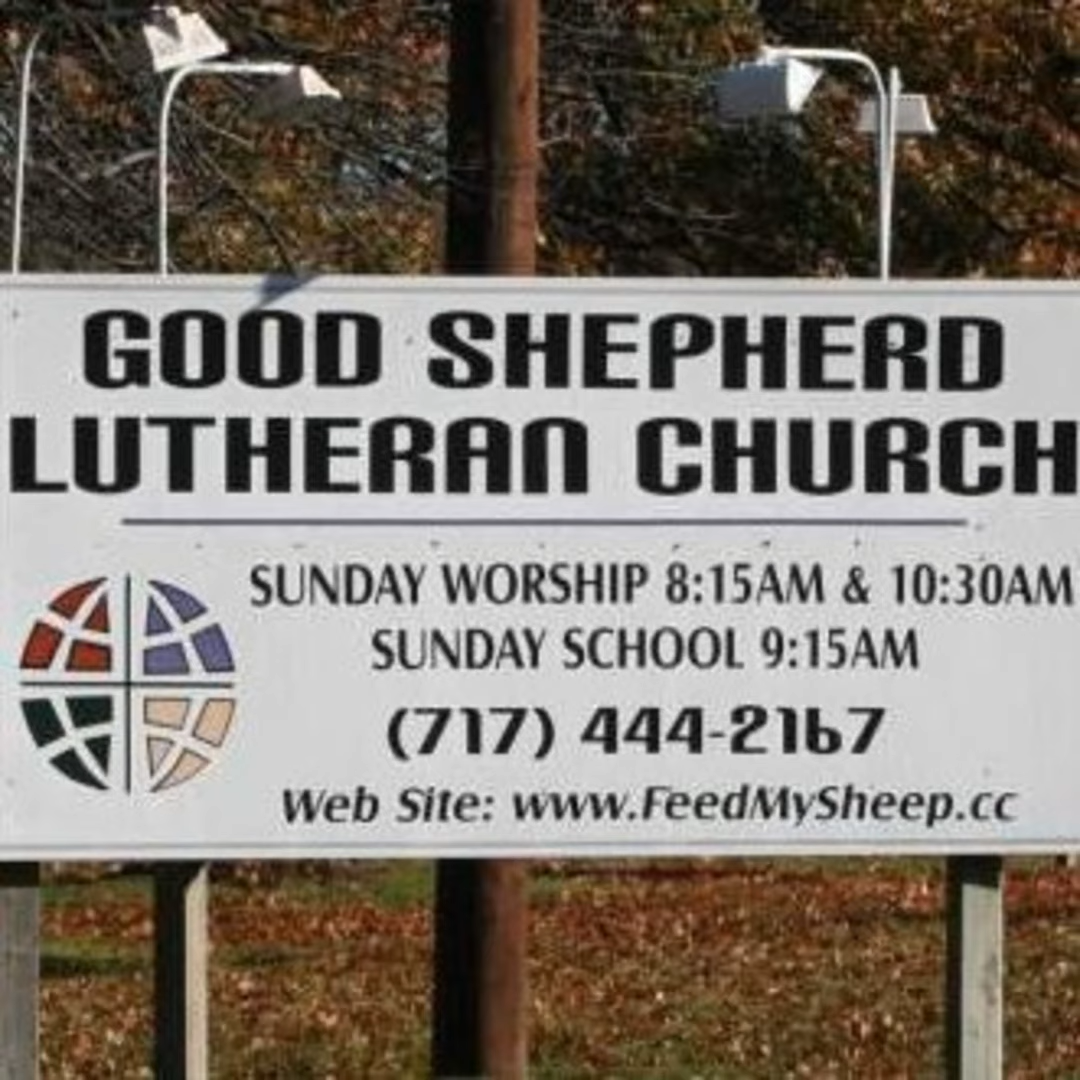 GOOD SHEPHERD
LUTHERAN CHURCH
SUNDAY WORSHIP 8:15AM & 10:30AM
SUNDAY SCHOOL 9:15AM
(717) 444-2167
Web Site: www.FeedMySheep.cc